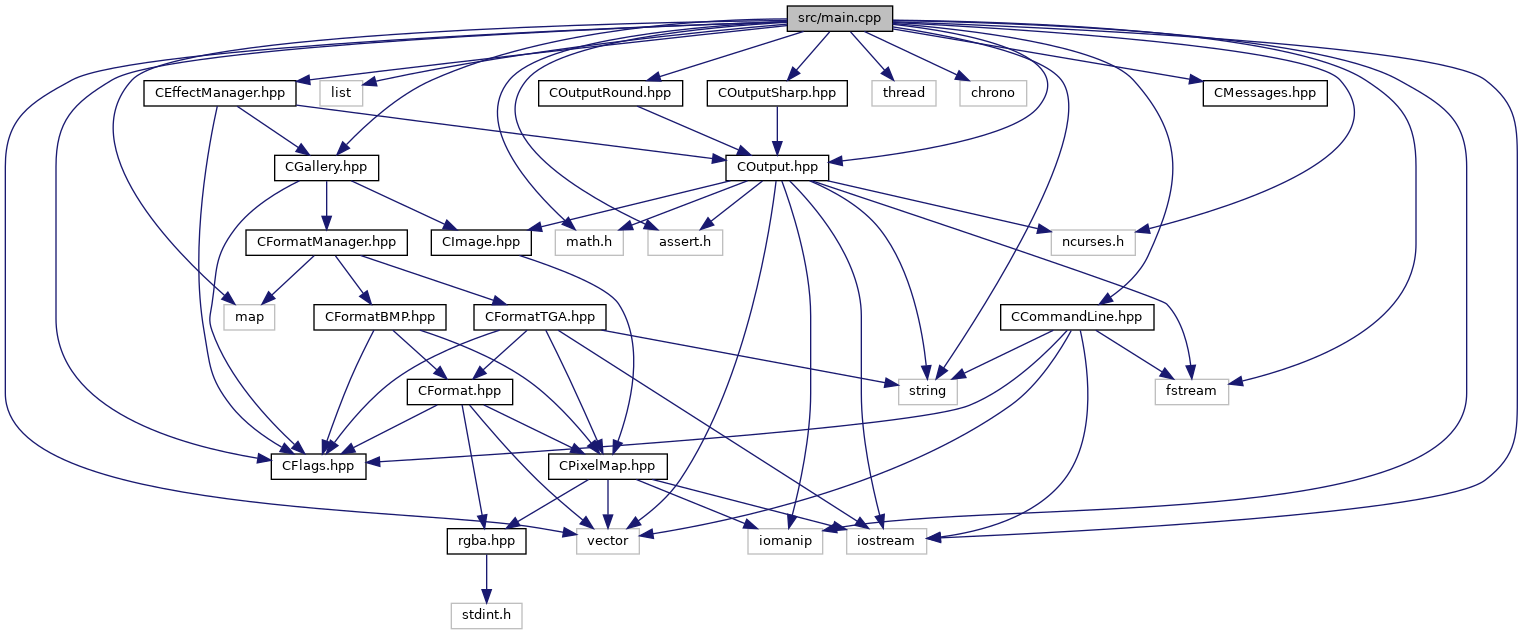 src/main.cpp
CEffectManager.hpp
list
COutputRound.hpp
COutputSharp.hpp
thread
chrono
CMessages.hpp
CGallery.hpp
COutput.hpp
CFormatManager.hpp
CImage.hpp
math.h
assert.h
ncurses.h
map
CFormatBMP.hpp
CFormatTGA.hpp
CCommandLine.hpp
CFormat.hpp
string
fstream
CFlags.hpp
CPixelMap.hpp
rgba.hpp
vector
iomanip
iostream
stdint.h